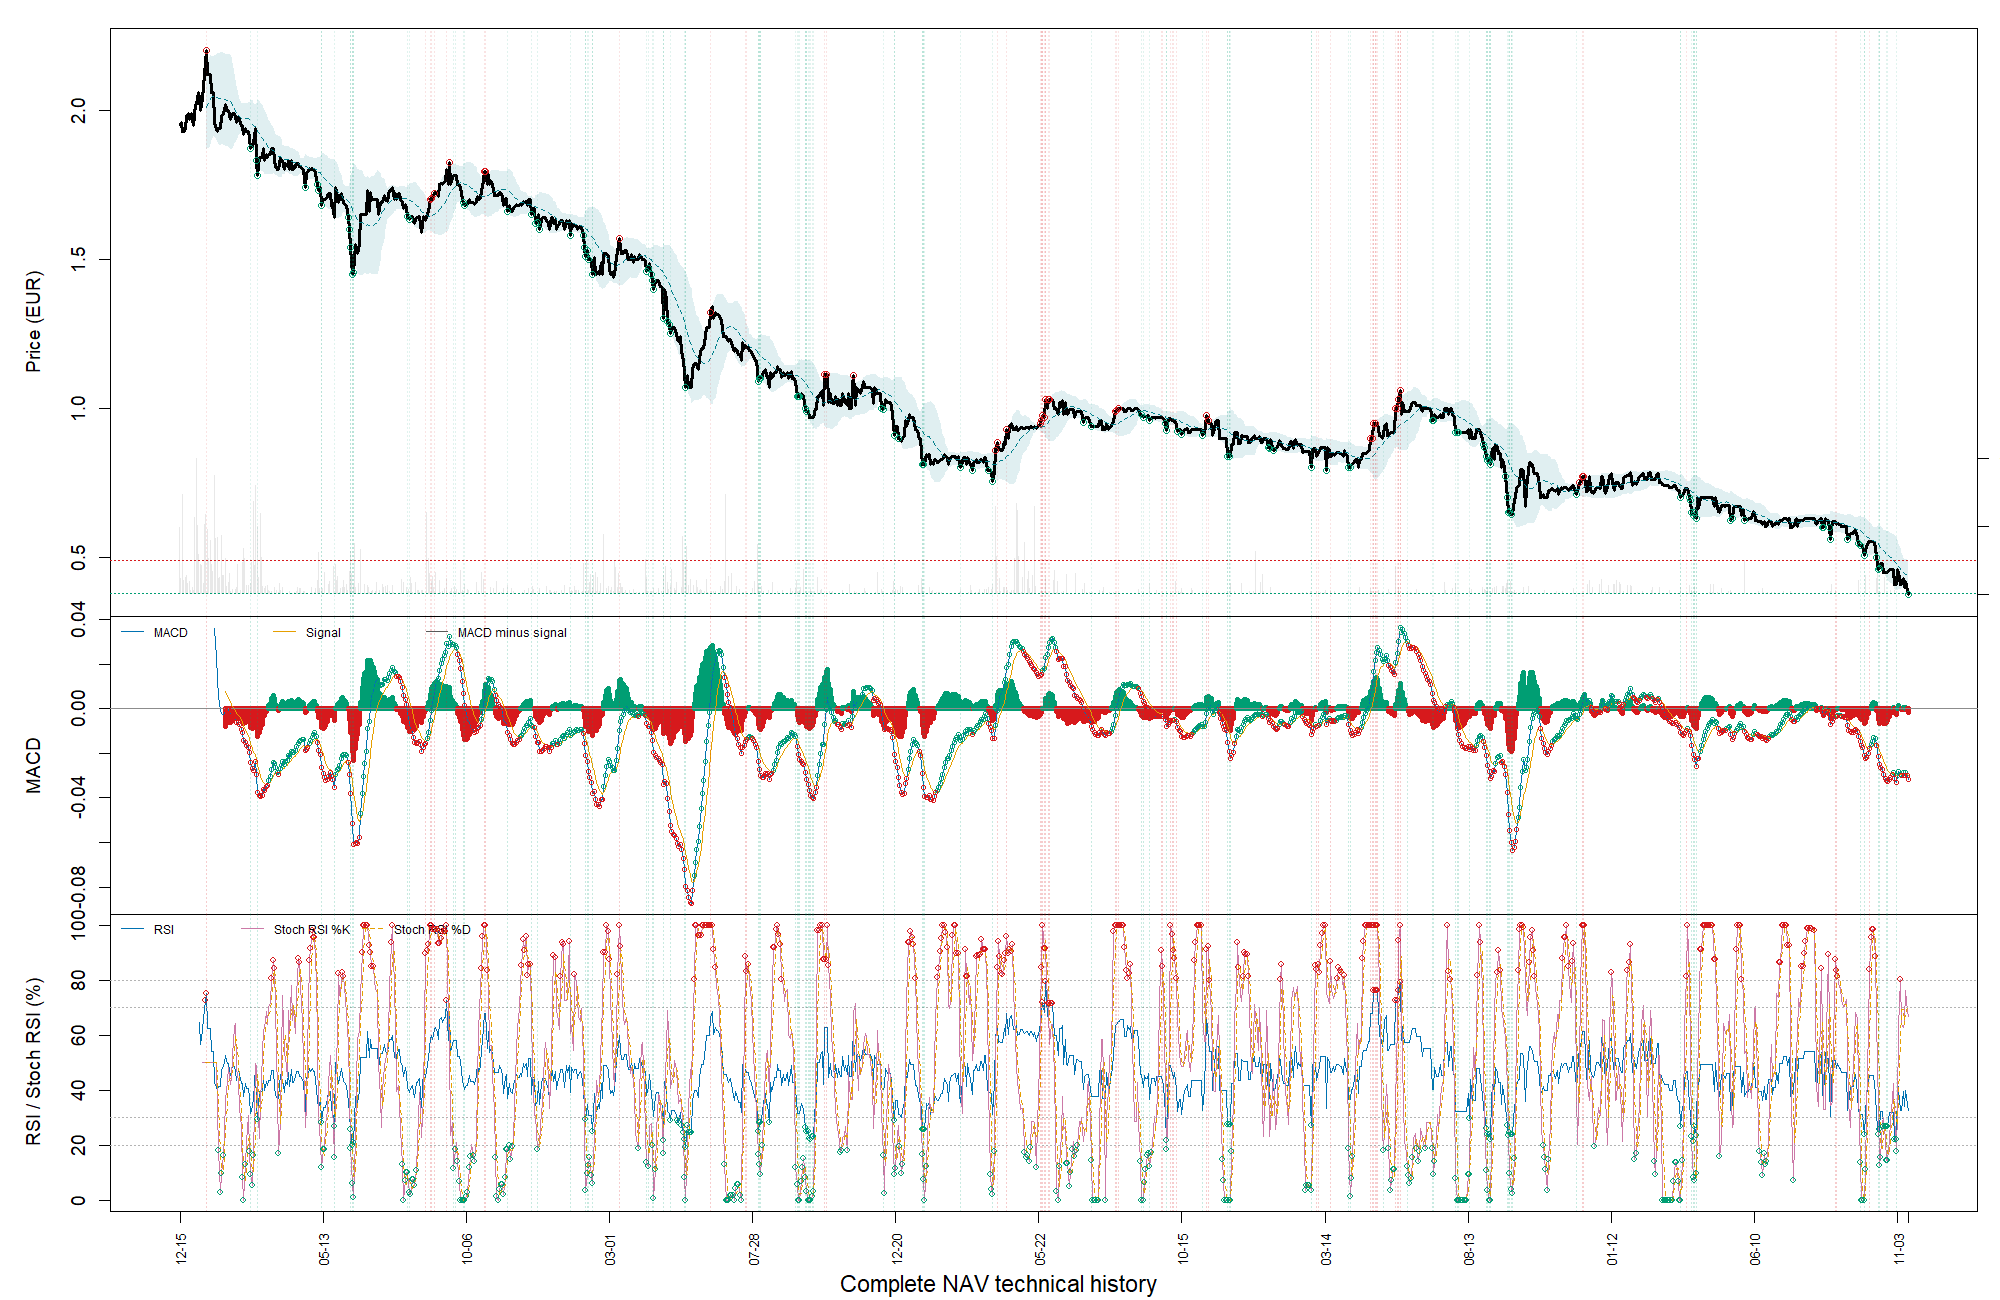 Price (EUR)
2.0
1.5
1.0
0.5
MACD
Signal
MACD minus signal
MACD
0.04
0.00
-0.04
-0.08
RSI
Stoch RSI %K
Stoch RSI %D
RSI / Stoch RSI (%)
100
80
60
40
20
0
12-15
05-13
10-06
03-01
07-28
12-20
05-22
10-15
03-14
08-13
01-12
06-10
11-03
Complete NAV technical history